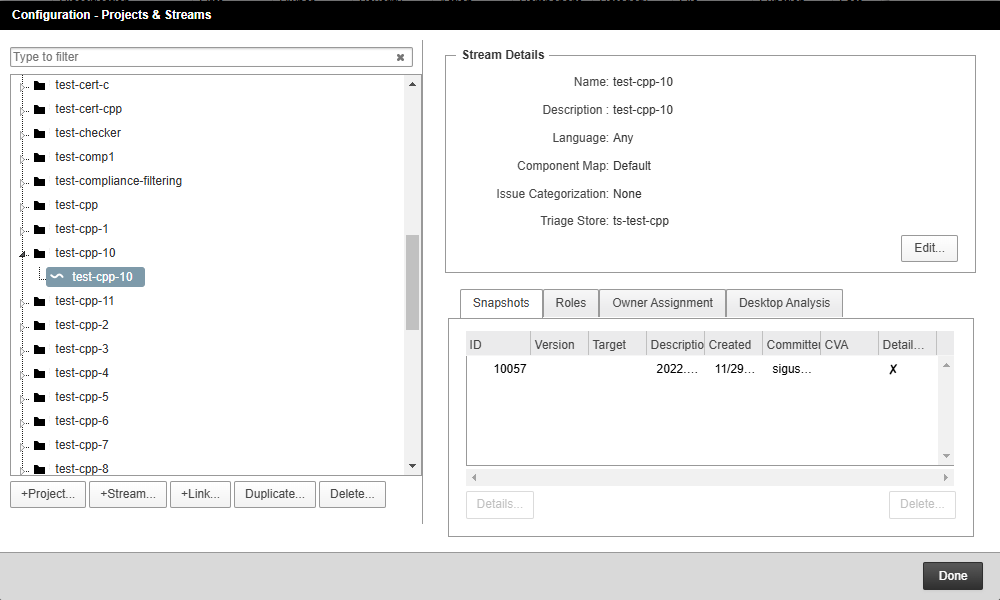 Configuration - Projects & Streams
Type to filter
test-cert-c
test-cert-cpp
test-checker
test-comp1
test-compliance-filtering
test-cpp
test-cpp-1
test-cpp-10
test-cpp-10
test-cpp-11
test-cpp-2
test-cpp-3
test-cpp-4
test-cpp-5
test-cpp-6
test-cpp-7
test-cpp-8
+Project... +Stream... +Link... Duplicate... Delete...
Stream Details
Name: test-cpp-10
Description : test-cpp-10
Language: Any
Component Map: Default
Issue Categorization: None
Triage Store: ts-test-cpp
Edit...
Snapshots Roles Owner Assignment Desktop Analysis
ID Version Target Descriptio Created Committer CVA Detail...
10057 2022.... 11/29... sigus... ✗
Details... Delete...
Done